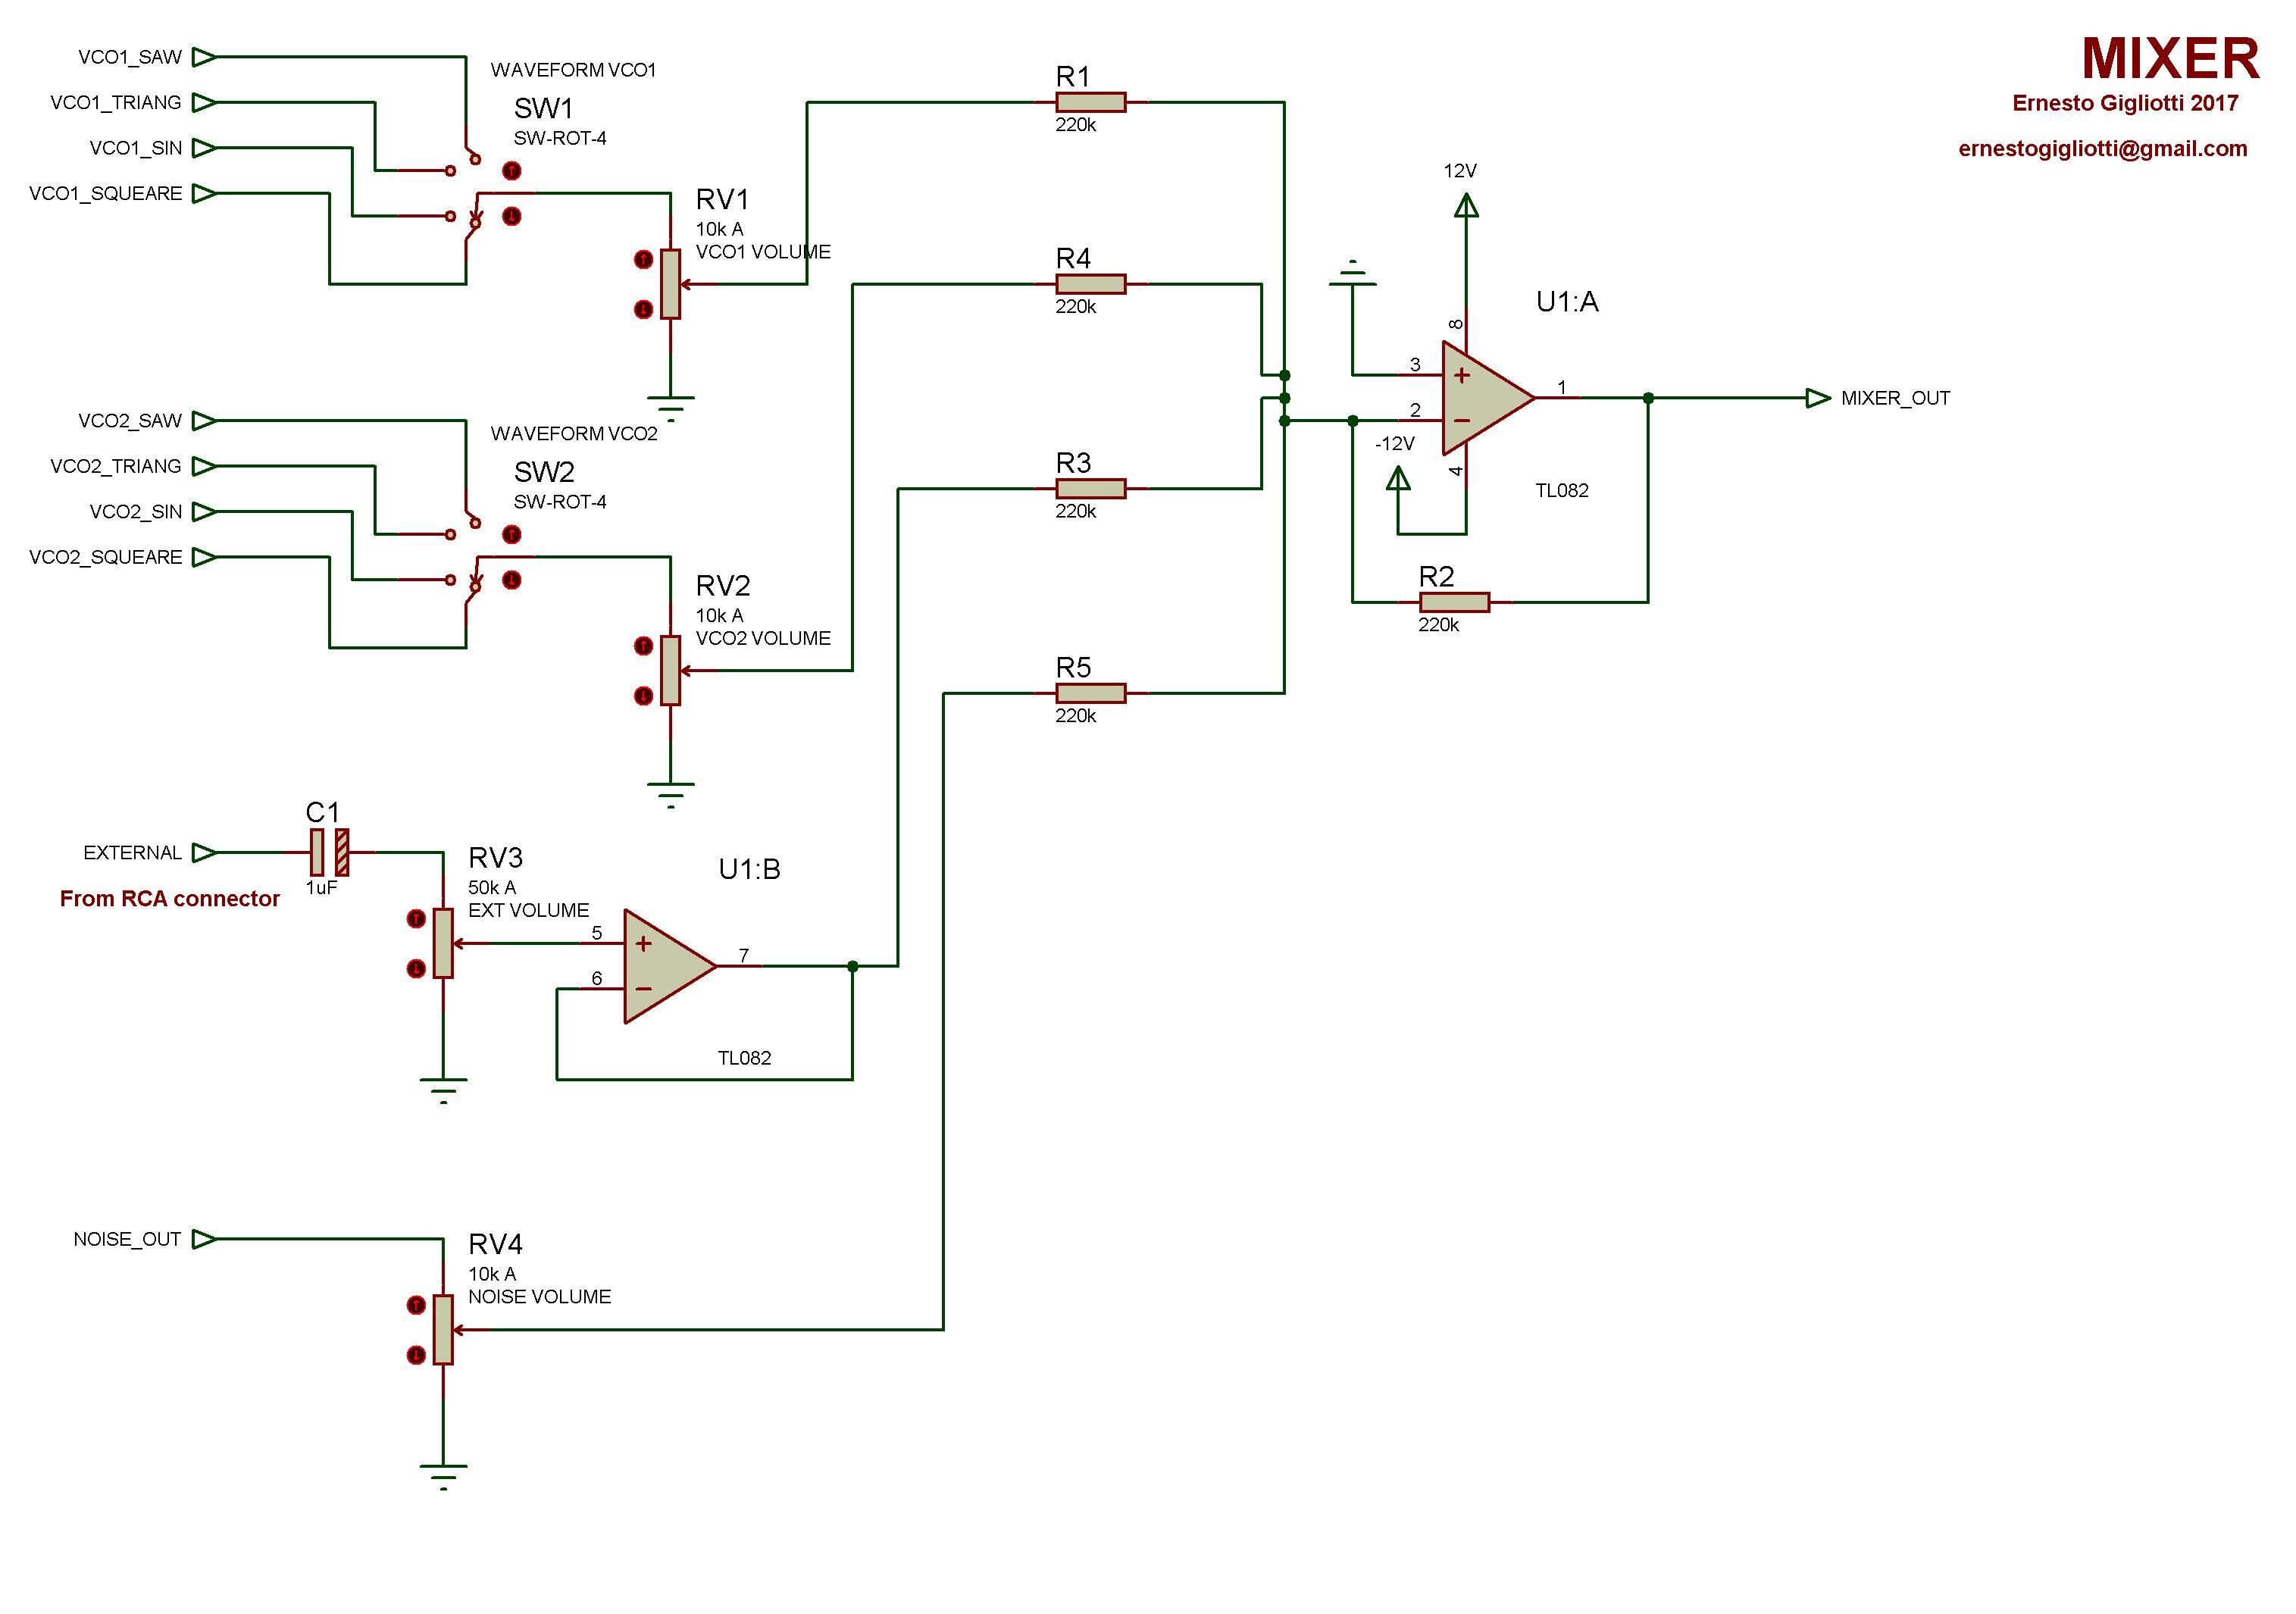 MIXER
Ernesto Gigliotti 2017
ernestogigliotti@gmail.com
VCO1_SAW
VCO1_TRIANG
VCO1_SIN
VCO1_SQUEARE
WAVEFORM VCO1
SW1
SW-ROT-4
RV1
10k A
VCO1 VOLUME
R1
220k
R4
220k
12V
U1:A
8
3
+
2
−
1
4
-12V
TL082
MIXER_OUT
R2
220k
VCO2_SAW
VCO2_TRIANG
VCO2_SIN
VCO2_SQUEARE
WAVEFORM VCO2
SW2
SW-ROT-4
RV2
10k A
VCO2 VOLUME
R3
220k
R5
220k
EXTERNAL
From RCA connector
C1
1uF
RV3
50k A
EXT VOLUME
U1:B
5
+
6
−
7
TL082
NOISE_OUT
RV4
10k A
NOISE VOLUME